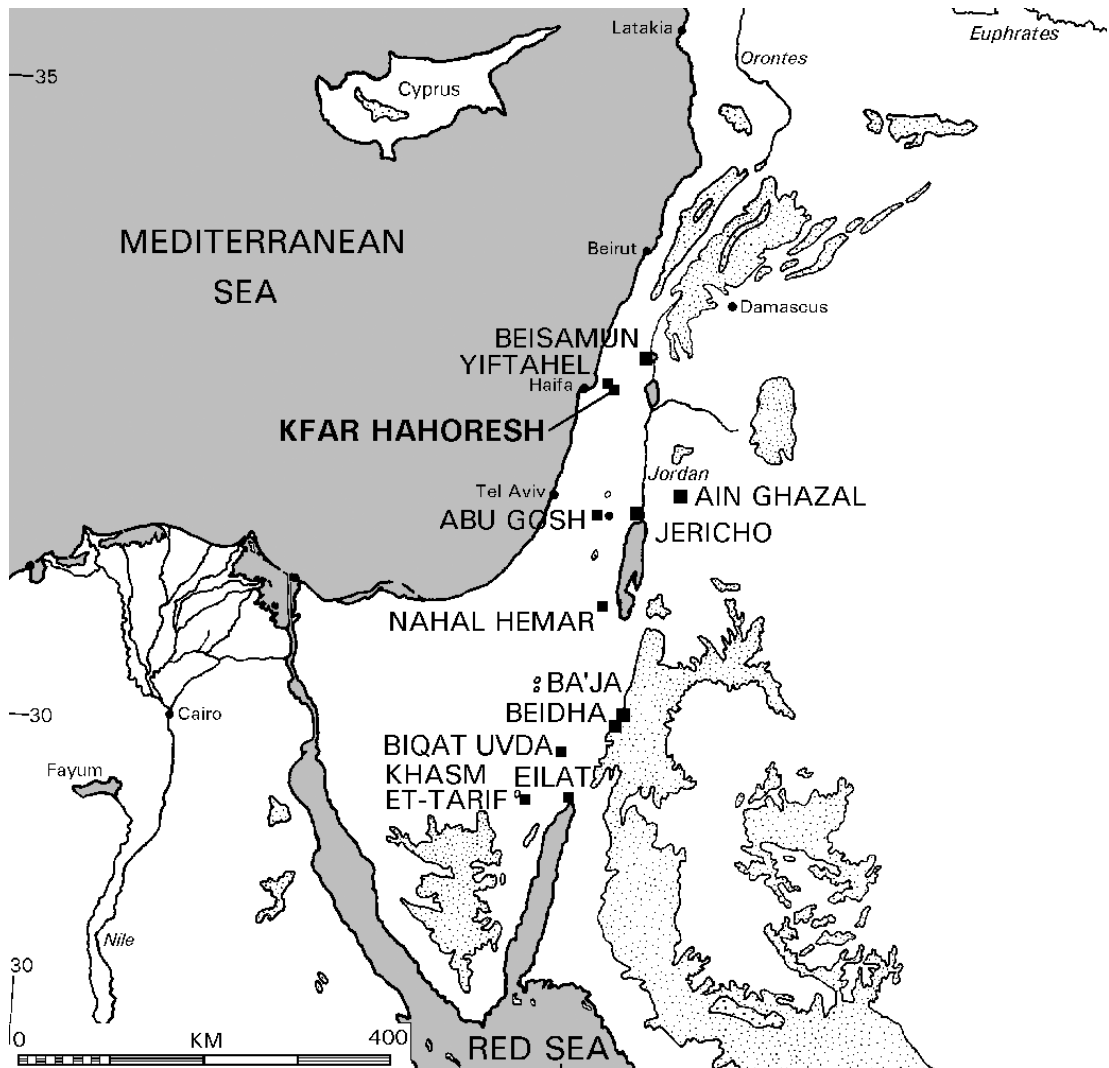 Latakia
Euphrates
Orontes
35
Cyprus
MEDITERRANEAN
SEA
Beirut
Damascus
BEISAMUN
YIFTAHEL
Haifa
KFAR HAHORESH
Jordan
Tel Aviv
AIN GHAZAL
ABU GOSH
JERICHO
NAHAL HEMAR
BA'JA
30
Cairo
BEIDHA
BIQAT UVDA
Fayum
KHASM
EILAT
ET-TARIF
Nile
30
0
KM
400
RED SEA